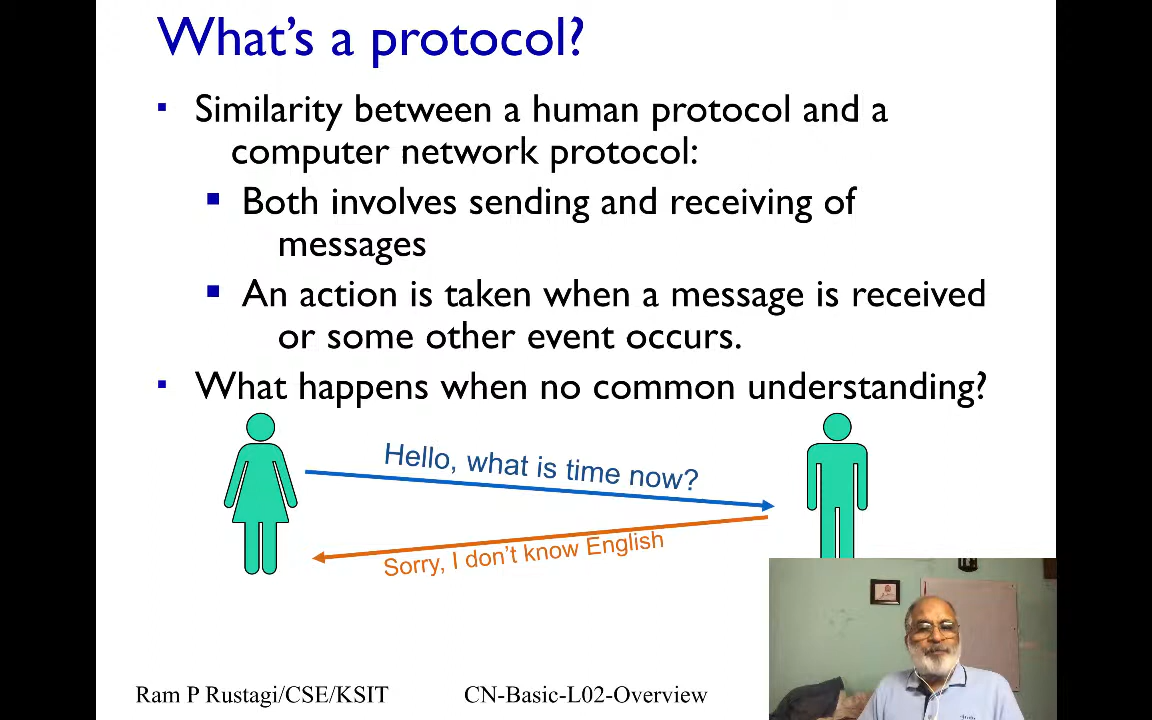 What's a protocol?
▪ Similarity between a human protocol and a
computer network protocol:
▪ Both involves sending and receiving of
messages
▪ An action is taken when a message is received
or some other event occurs.
▪ What happens when no common understanding?
Hello, what is time now?
Sorry, I don't know English
Ram P Rustagi/CSE/KSIT
CN-Basic-L02-Overview